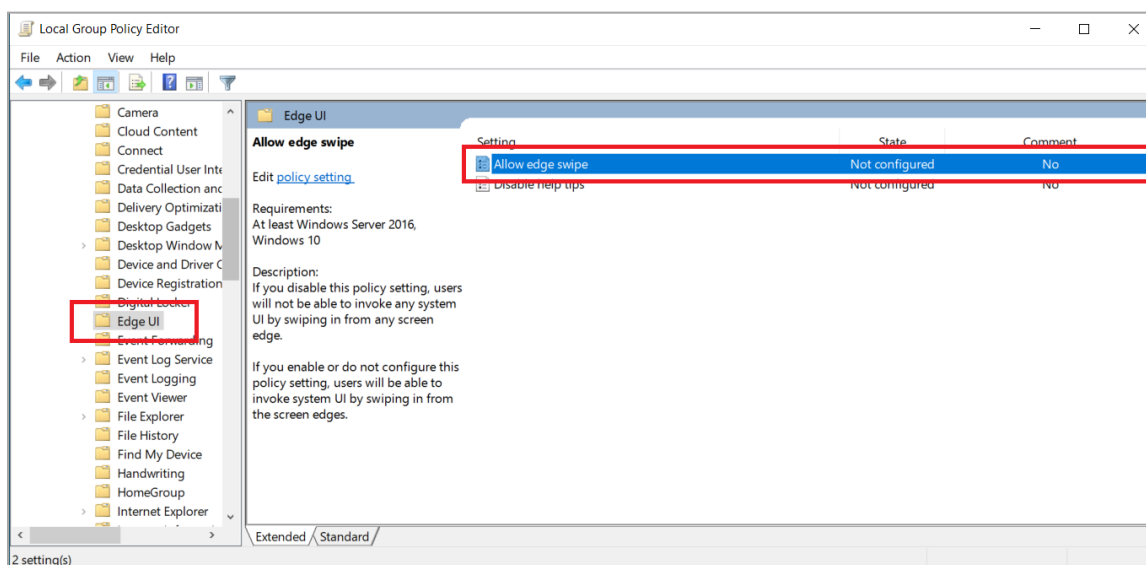 Local Group Policy Editor
File Action View Help
Camera
Cloud Content
Connect
Credential User Inte
Data Collection and
Delivery Optimizati
Desktop Gadgets
Desktop Window M
Device and Driver C
Device Registration
Digital Locker
Edge UI
Event Forwarding
Event Log Service
Event Logging
Event Viewer
File Explorer
File History
Find My Device
Handwriting
HomeGroup
Internet Explorer
Edge UI
Allow edge swipe
Edit policy setting
Requirements:
At least Windows Server 2016,
Windows 10
Description:
If you disable this policy setting, users
will not be able to invoke any system
UI by swiping in from any screen
edge.
If you enable or do not configure this
policy setting, users will be able to
invoke system UI by swiping in from
the screen edges.
Setting State Comment
Allow edge swipe Not configured No
Disable help tips Not configured No
Extended Standard
2 setting(s)